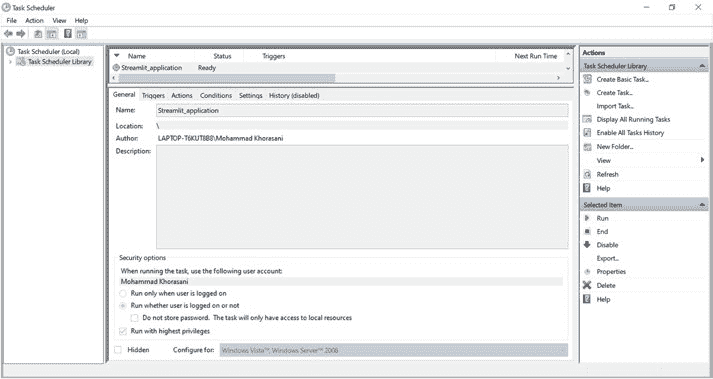 Task Scheduler
File Action View Help
Task Scheduler (Local)
Task Scheduler Library
Name Status Triggers Next Run Time
Streamlit_application Ready
General Triggers Actions Conditions Settings History (disabled)
Name: Streamlit_application
Location: \
Author: LAPTOP-T6KUT8B8\Mohammad Khorasani
Description:
Security options
When running the task, use the following user account:
Mohammad Khorasani
Run only when user is logged on
Run whether user is logged on or not
Do not store password. The task will only have access to local resources
Run with highest privileges
Hidden Configure for: Windows Vista™, Windows Server™ 2008
Actions
Task Scheduler Library
Create Basic Task...
Create Task...
Import Task...
Display All Running Tasks
Enable All Tasks History
New Folder...
View
Refresh
Help
Selected Item
Run
End
Disable
Export...
Properties
Delete
Help